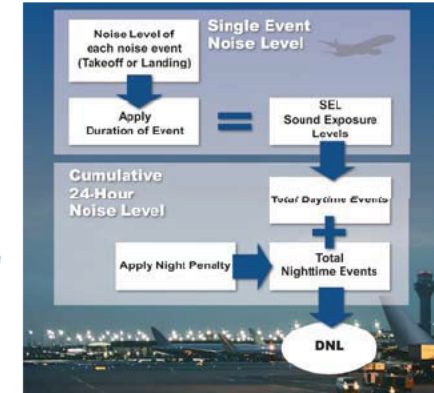 Single Event
Noise Level
Noise Level of
each noise event
(Takeoff or Landing)
Apply
Duration of Event
=
SEL
Sound Exposure
Levels
Cumulative
24-Hour
Noise Level
Total Daytime Events
+
Apply Night Penalty
Total
Nighttime Events
DNL